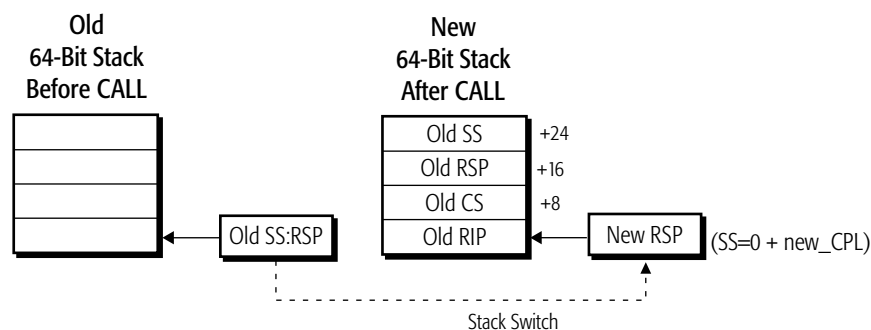 Old
64-Bit Stack
Before CALL
New
64-Bit Stack
After CALL
Old SS
+24
Old RSP
+16
Old CS
+8
Old RIP
Old SS:RSP
New RSP
(SS=0 + new_CPL)
Stack Switch